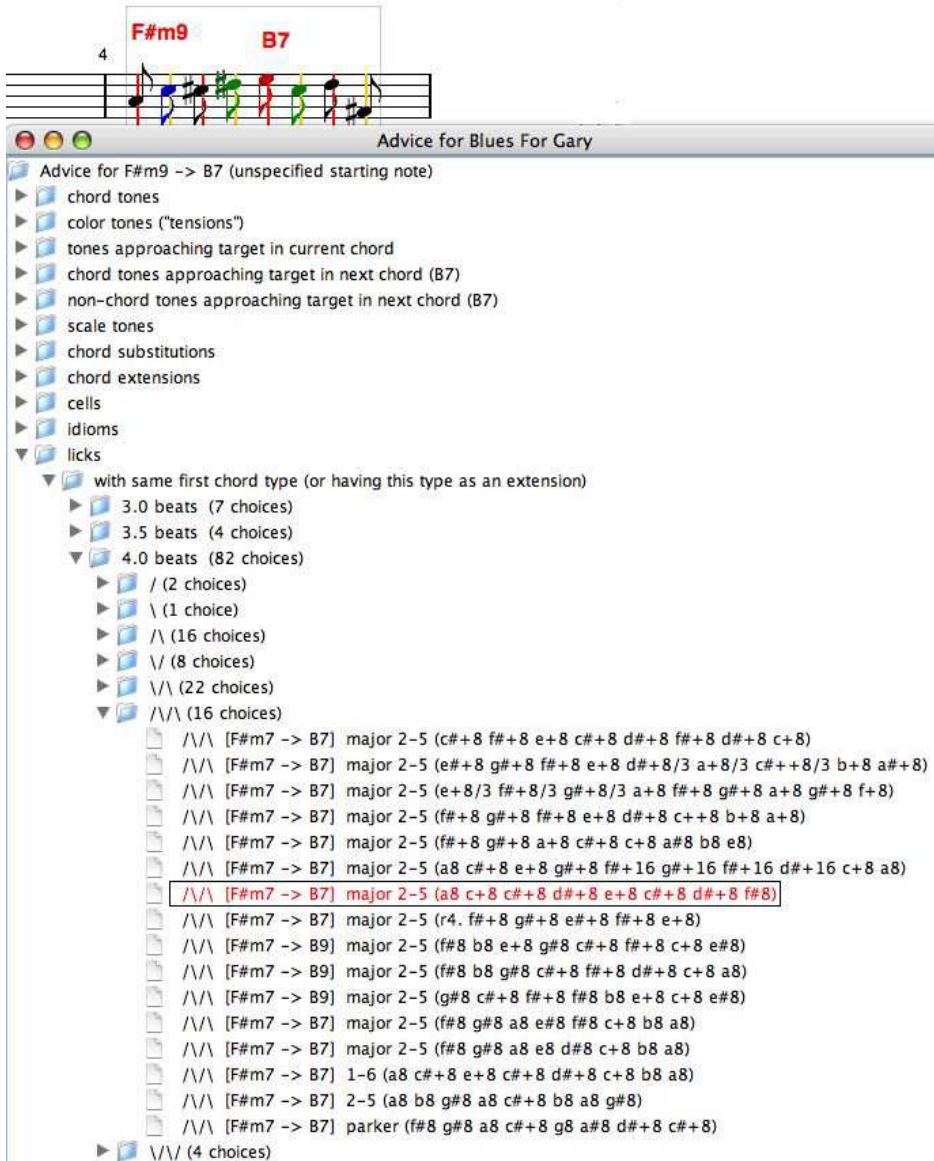 F#m9 B7
4
Advice for Blues For Gary
Advice for F#m9 -> B7 (unspecified starting note)
chord tones
color tones ("tensions")
tones approaching target in current chord
chord tones approaching target in next chord (B7)
non-chord tones approaching target in next chord (B7)
scale tones
chord substitutions
chord extensions
cells
idioms
licks
with same first chord type (or having this type as an extension)
3.0 beats (7 choices)
3.5 beats (4 choices)
4.0 beats (82 choices)
/ (2 choices)
\ (1 choice)
/\ (16 choices)
\/ (8 choices)
\/\ (22 choices)
/\/\ (16 choices)
/\/\ [F#m7 -> B7] major 2-5 (c#+8 f#+8 e+8 c#+8 d#+8 f#+8 d#+8 c+8)
/\/\ [F#m7 -> B7] major 2-5 (e#+8 g#+8 f#+8 e+8 d#+8/3 a+8/3 c#++8/3 b+8 a#+8)
/\/\ [F#m7 -> B7] major 2-5 (e+8/3 f#+8/3 g#+8/3 a+8 f#+8 g#+8 a+8 g#+8 f+8)
/\/\ [F#m7 -> B7] major 2-5 (f#+8 g#+8 f#+8 e+8 d#+8 c++8 b+8 a+8)
/\/\ [F#m7 -> B7] major 2-5 (f#+8 g#+8 a+8 c#+8 c+8 a#8 b8 e8)
/\/\ [F#m7 -> B7] major 2-5 (a8 c#+8 e+8 g#+8 f#+16 g#+16 f#+16 d#+16 c+8 a8)
/\/\ [F#m7 -> B7] major 2-5 (a8 c+8 c#+8 d#+8 e+8 c#+8 d#+8 f#8)
/\/\ [F#m7 -> B7] major 2-5 (r4. f#+8 g#+8 e#+8 f#+8 e+8)
/\/\ [F#m7 -> B9] major 2-5 (f#8 b8 e+8 g#8 c#+8 f#+8 c+8 e#8)
/\/\ [F#m7 -> B9] major 2-5 (f#8 b8 g#8 c#+8 f#+8 d#+8 c+8 a8)
/\/\ [F#m7 -> B9] major 2-5 (g#8 c#+8 f#+8 f#8 b8 e+8 c+8 e#8)
/\/\ [F#m7 -> B7] major 2-5 (f#8 g#8 a8 e#8 f#8 c+8 b8 a8)
/\/\ [F#m7 -> B7] major 2-5 (f#8 g#8 a8 e8 d#8 c+8 b8 a8)
/\/\ [F#m7 -> B7] 1-6 (a8 c#+8 e+8 c#+8 d#+8 c+8 b8 a8)
/\/\ [F#m7 -> B7] 2-5 (a8 b8 g#8 a8 c#+8 b8 a8 g#8)
/\/\ [F#m7 -> B7] parker (f#8 g#8 a8 c#+8 g8 a#8 d#+8 c#+8)
\/\/ (4 choices)